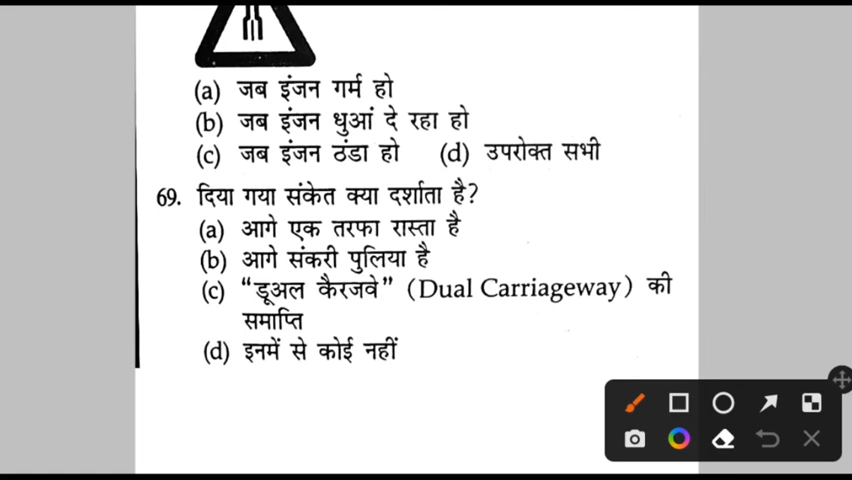 (a) जब इंजन गर्म हो
(b) जब इंजन धुआं दे रहा हो
(c) जब इंजन ठंडा हो (d) उपरोक्त सभी
69. दिया गया संकेत क्या दर्शाता है?
(a) आगे एक तरफा रास्ता है
(b) आगे संकरी पुलिया है
(c) “डूअल कैरजवे” (Dual Carriageway) की
समाप्ति
(d) इनमें से कोई नहीं